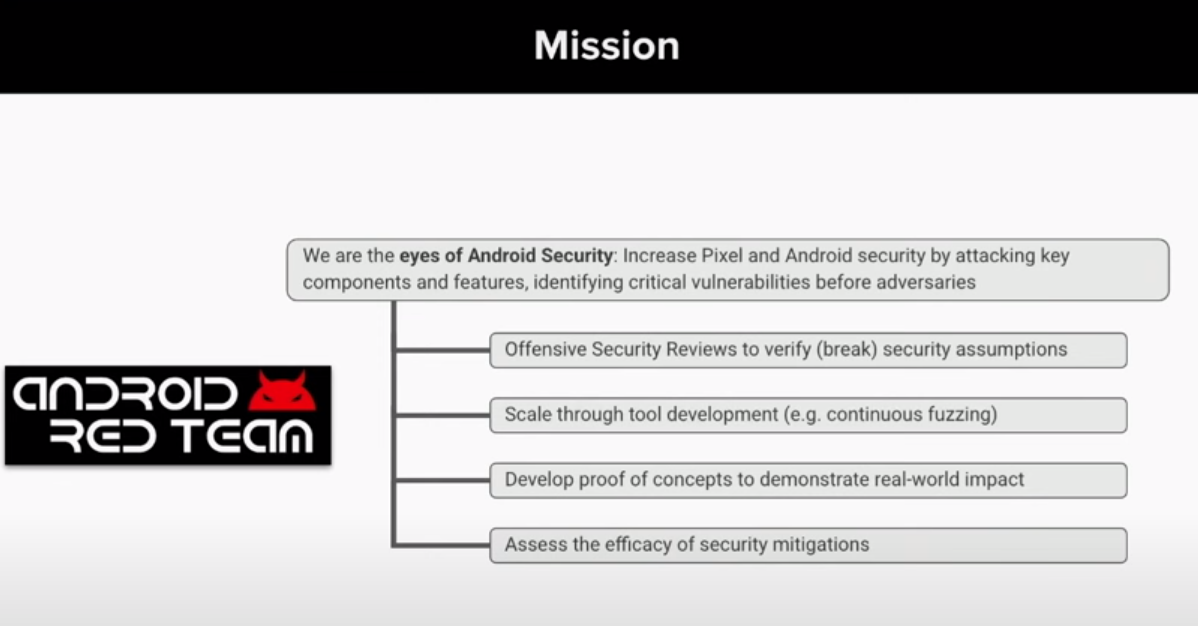 Mission
We are the eyes of Android Security: Increase Pixel and Android security by attacking key
components and features, identifying critical vulnerabilities before adversaries
Offensive Security Reviews to verify (break) security assumptions
ANDROID
RED TEAM
Scale through tool development (e.g. continuous fuzzing)
Develop proof of concepts to demonstrate real-world impact
Assess the efficacy of security mitigations